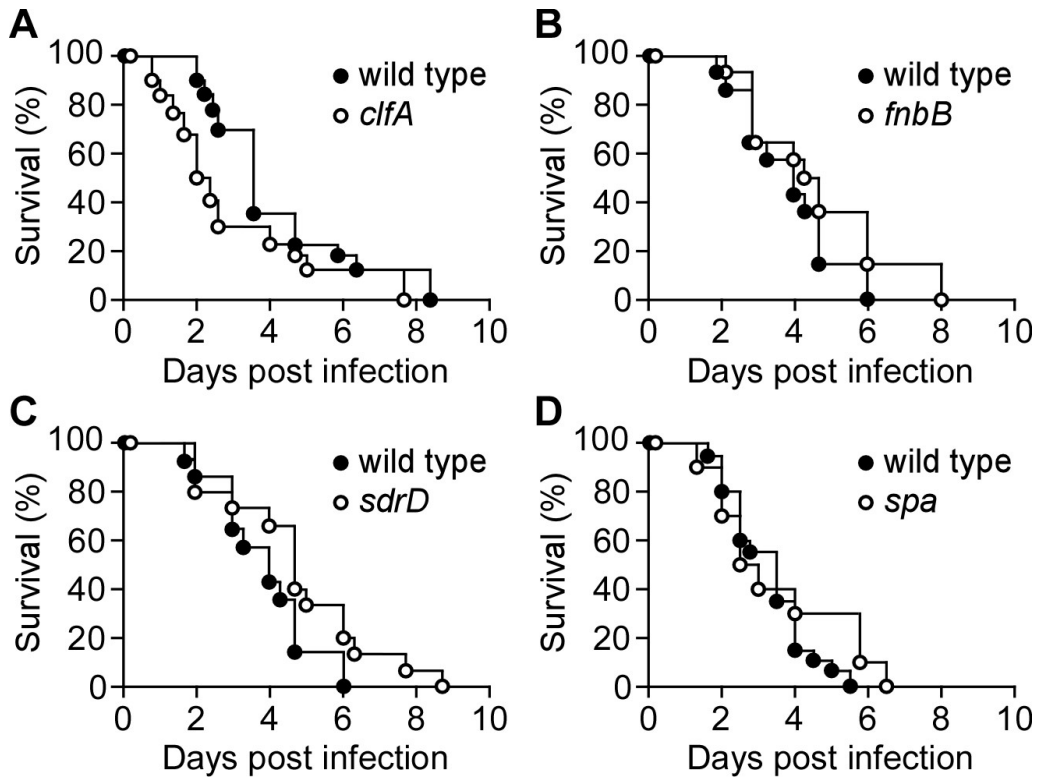 A
100
80
60
40
20
0
Survival (%)
wild type
clfA
0 2 4 6 8 10
Days post infection
B
100
80
60
40
20
0
Survival (%)
wild type
fnbB
0 2 4 6 8 10
Days post infection
C
100
80
60
40
20
0
Survival (%)
wild type
sdrD
0 2 4 6 8 10
Days post infection
D
100
80
60
40
20
0
Survival (%)
wild type
spa
0 2 4 6 8 10
Days post infection